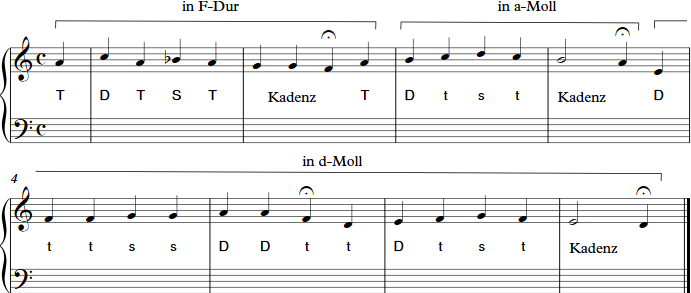 in F-Dur in a-Moll
T D T S T Kadenz T D t s t Kadenz D
in d-Moll
4
t t s s D D t t D t s t Kadenz